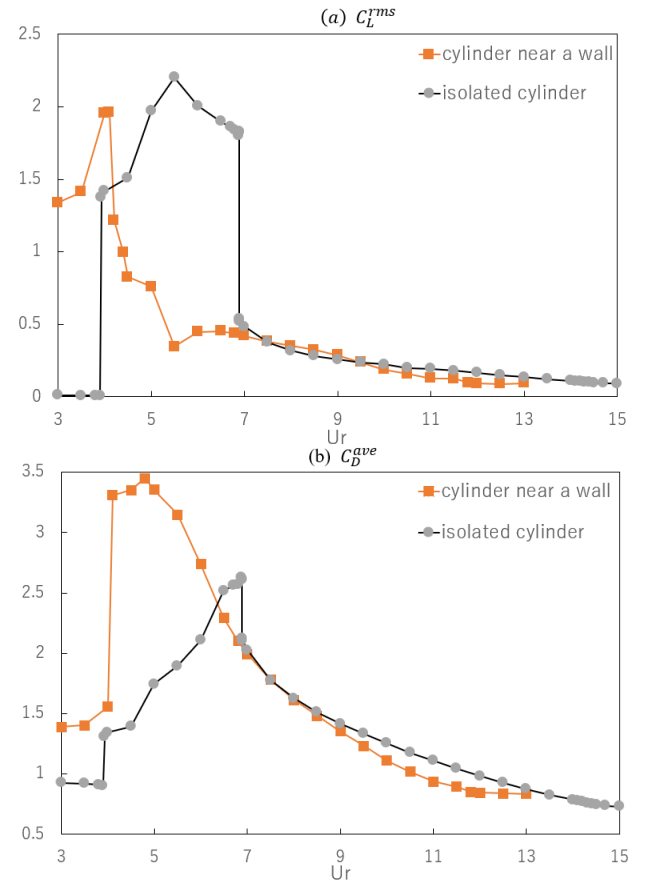 (a) C_L^rms
2.5
cylinder near a wall
2
isolated cylinder
1.5
1
0.5
0
3 5 7 9 11 13 15
Ur
(b) C_D^ave
3.5
cylinder near a wall
3
isolated cylinder
2.5
2
1.5
1
0.5
3 5 7 9 11 13 15
Ur